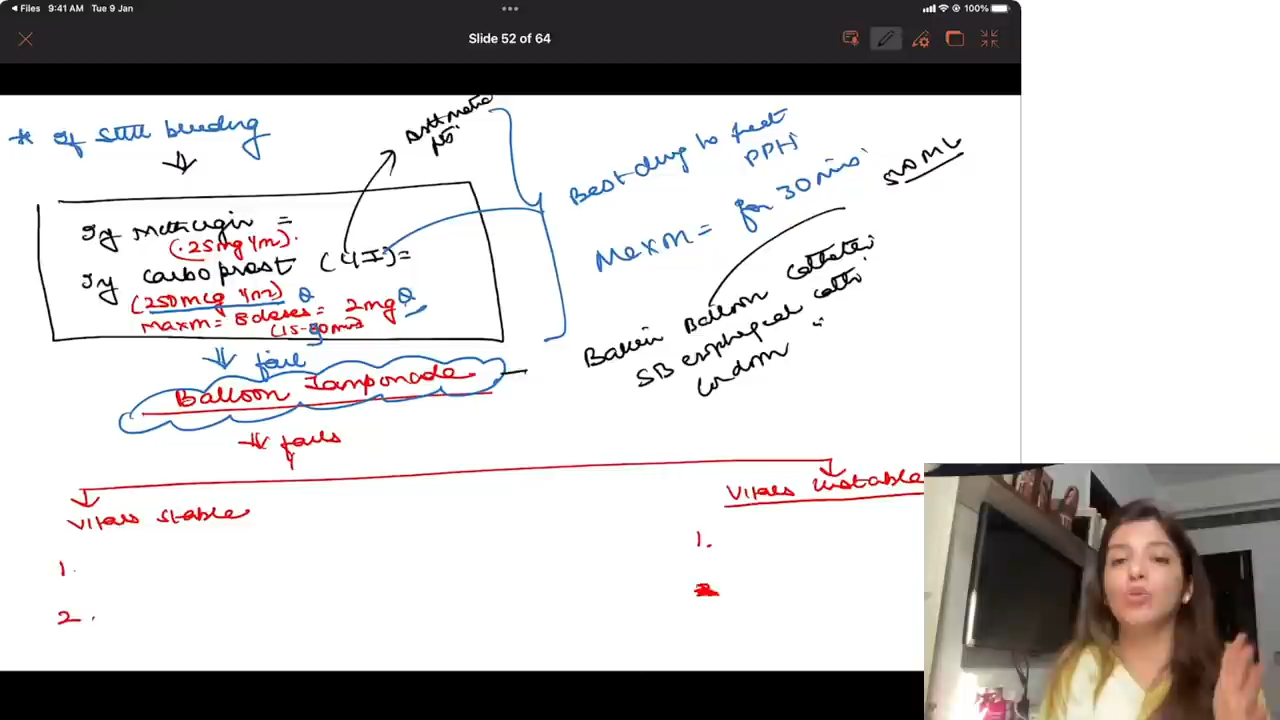 Files 9:41 AM Tue 9 Jan
100%
Slide 52 of 64
* If still bleeding
Asthmatic
pts
Best drug to treat
PPH
Maxm = for 30 mins
500 ML
Inj Methergin =
(.25mg I/m).
Inj carboprost (CI)=
(250mcg I/m) Q
Maxm = 8 doses = 2mg Q
(15-30 mins)
fail
Balloon Tamponade
Bakri Balloon Catheter
SB esophageal cath
Condom "
fails
Vitals stable
Vitals unstable
1.
2.
1.